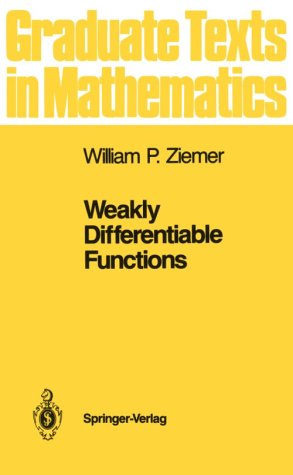 Graduate Texts
in Mathematics
William P. Ziemer
Weakly
Differentiable
Functions
Springer-Verlag